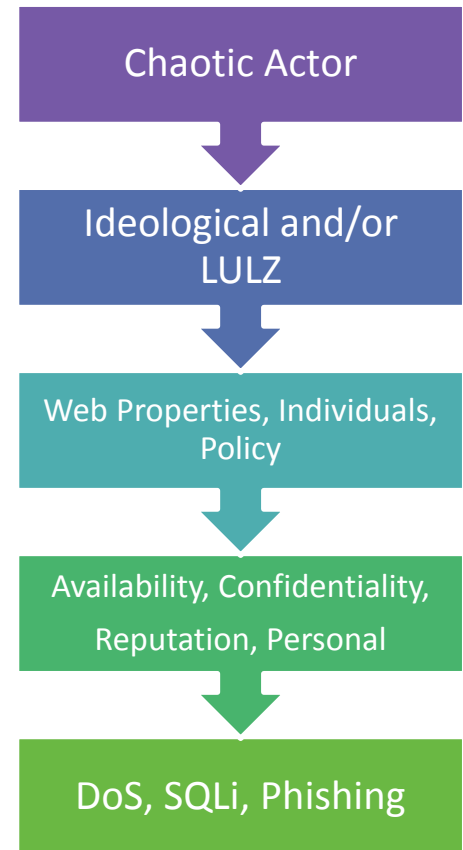 Chaotic Actor
Ideological and/or
LULZ
Web Properties, Individuals,
Policy
Availability, Confidentiality,
Reputation, Personal
DoS, SQLi, Phishing